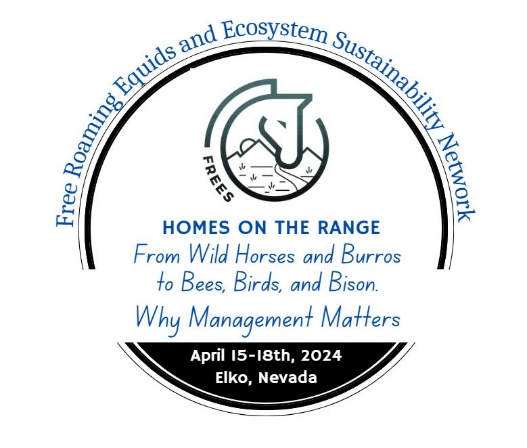 Free Roaming Equids and Ecosystem Sustainability Network
FREES
HOMES ON THE RANGE
From Wild Horses and Burros
to Bees, Birds, and Bison.
Why Management Matters
April 15-18th, 2024
Elko, Nevada